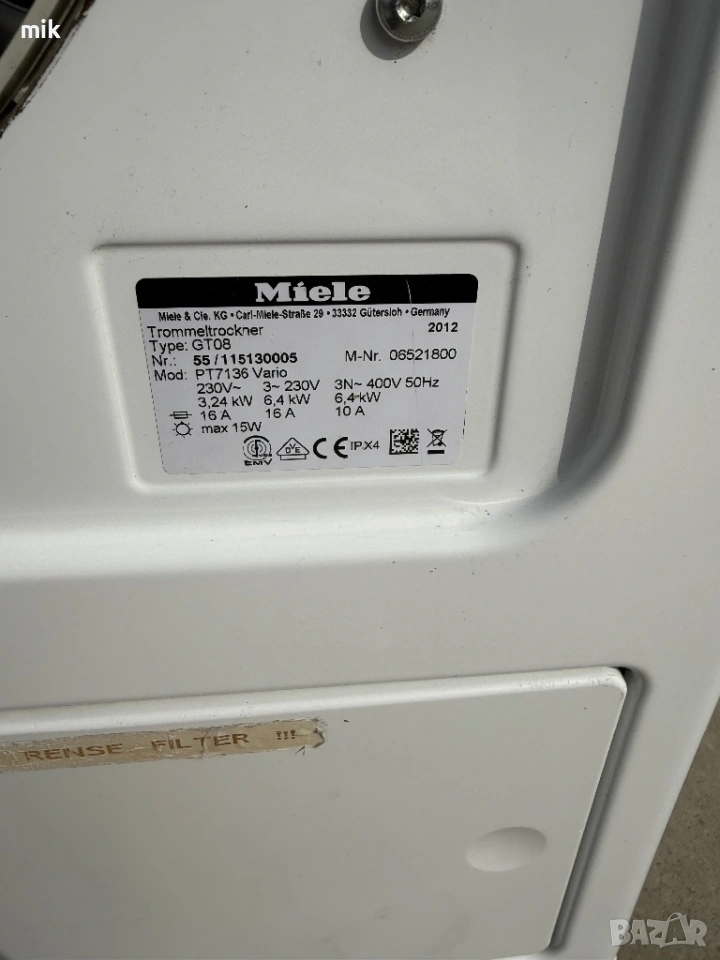 mik
Miele
Miele & Cie. KG • Carl-Miele-Straße 29 • 33332 Gütersloh • Germany
Trommeltrockner 2012
Type: GT08
Nr.: 55 / 115130005 M-Nr. 06521800
Mod: PT7136 Vario
230V~ 3~ 230V 3N~ 400V 50Hz
3,24 kW 6,4 kW 6,4 kW
16 A 16 A 10 A
max 15W
EMV DVE CE IPX4
RENSE FILTER !!!
BAZAR